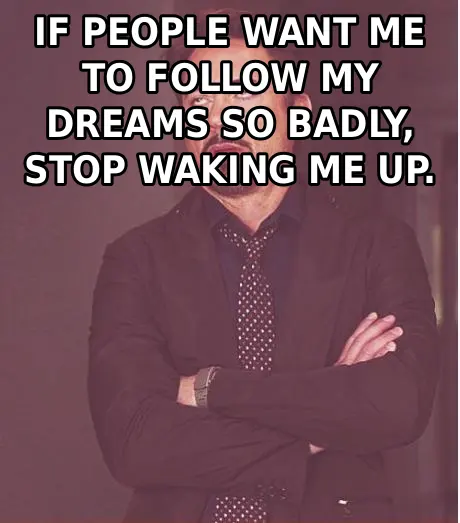 IF PEOPLE WANT ME
TO FOLLOW MY
DREAMS SO BADLY,
STOP WAKING ME UP.